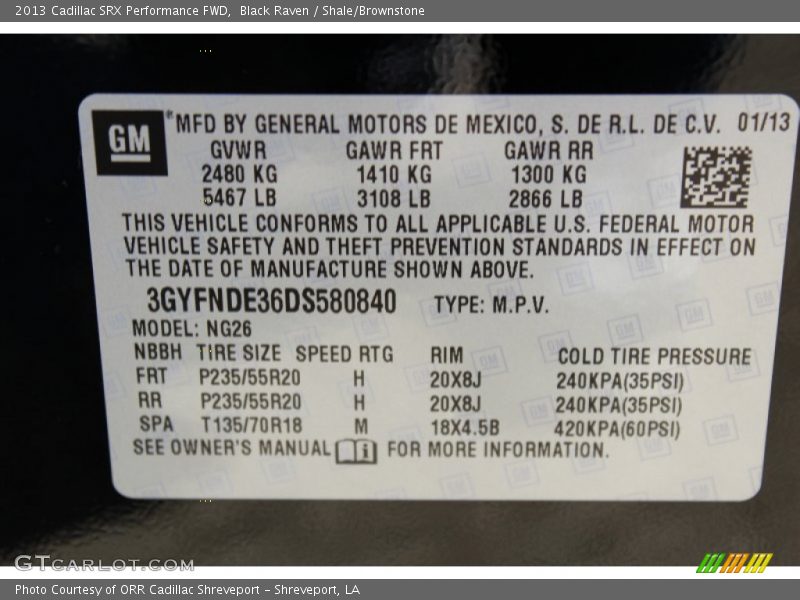 2013 Cadillac SRX Performance FWD, Black Raven / Shale/Brownstone
GM
MFD BY GENERAL MOTORS DE MEXICO, S. DE R.L. DE C.V. 01/13
GVWR GAWR FRT GAWR RR
2480 KG 1410 KG 1300 KG
5467 LB 3108 LB 2866 LB
THIS VEHICLE CONFORMS TO ALL APPLICABLE U.S. FEDERAL MOTOR
VEHICLE SAFETY AND THEFT PREVENTION STANDARDS IN EFFECT ON
THE DATE OF MANUFACTURE SHOWN ABOVE.
3GYFNDE36DS580840 TYPE: M.P.V.
MODEL: NG26
NBBH TIRE SIZE SPEED RTG RIM COLD TIRE PRESSURE
FRT P235/55R20 H 20X8J 240KPA(35PSI)
RR P235/55R20 H 20X8J 240KPA(35PSI)
SPA T135/70R18 M 18X4.5B 420KPA(60PSI)
SEE OWNER'S MANUAL i FOR MORE INFORMATION.
GTCARLOT.COM
Photo Courtesy of ORR Cadillac Shreveport - Shreveport, LA